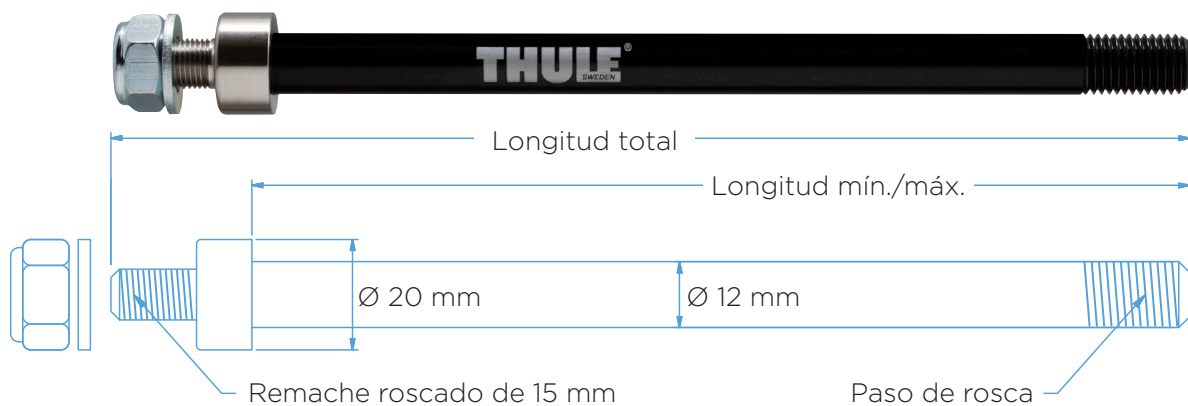 THULE®
SWEDEN
Longitud total
Longitud mín./máx.
Ø 20 mm
Ø 12 mm
Remache roscado de 15 mm
Paso de rosca